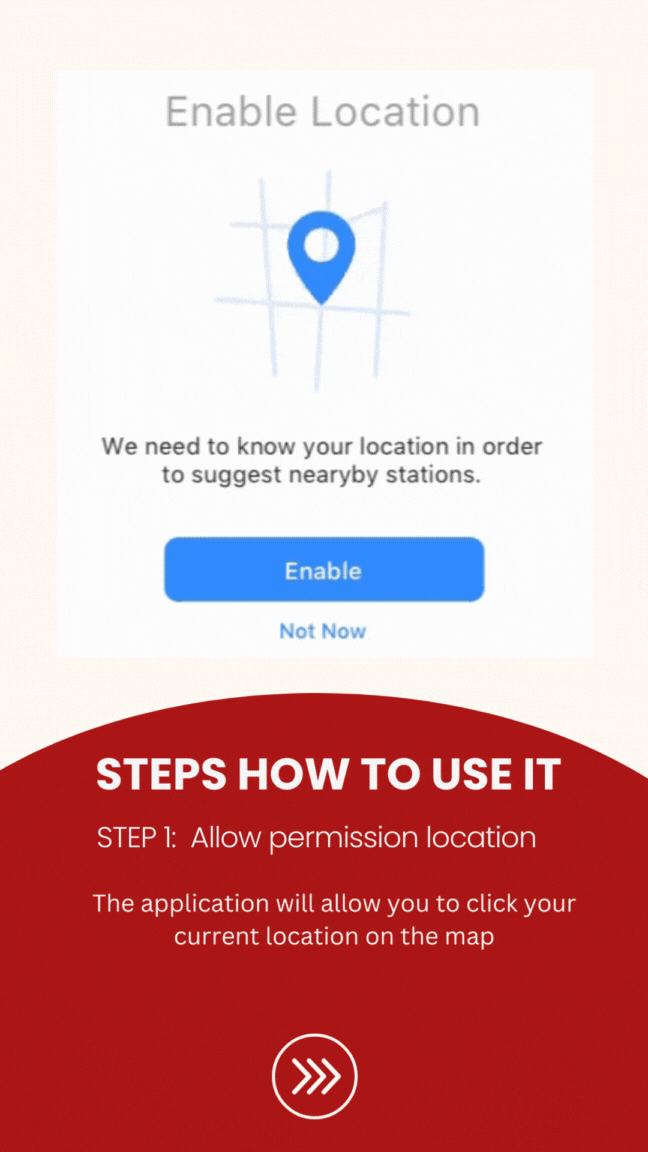 Enable Location
We need to know your location in order
to suggest nearyby stations.
Enable
Not Now
STEPS HOW TO USE IT
STEP 1: Allow permission location
The application will allow you to click your
current location on the map